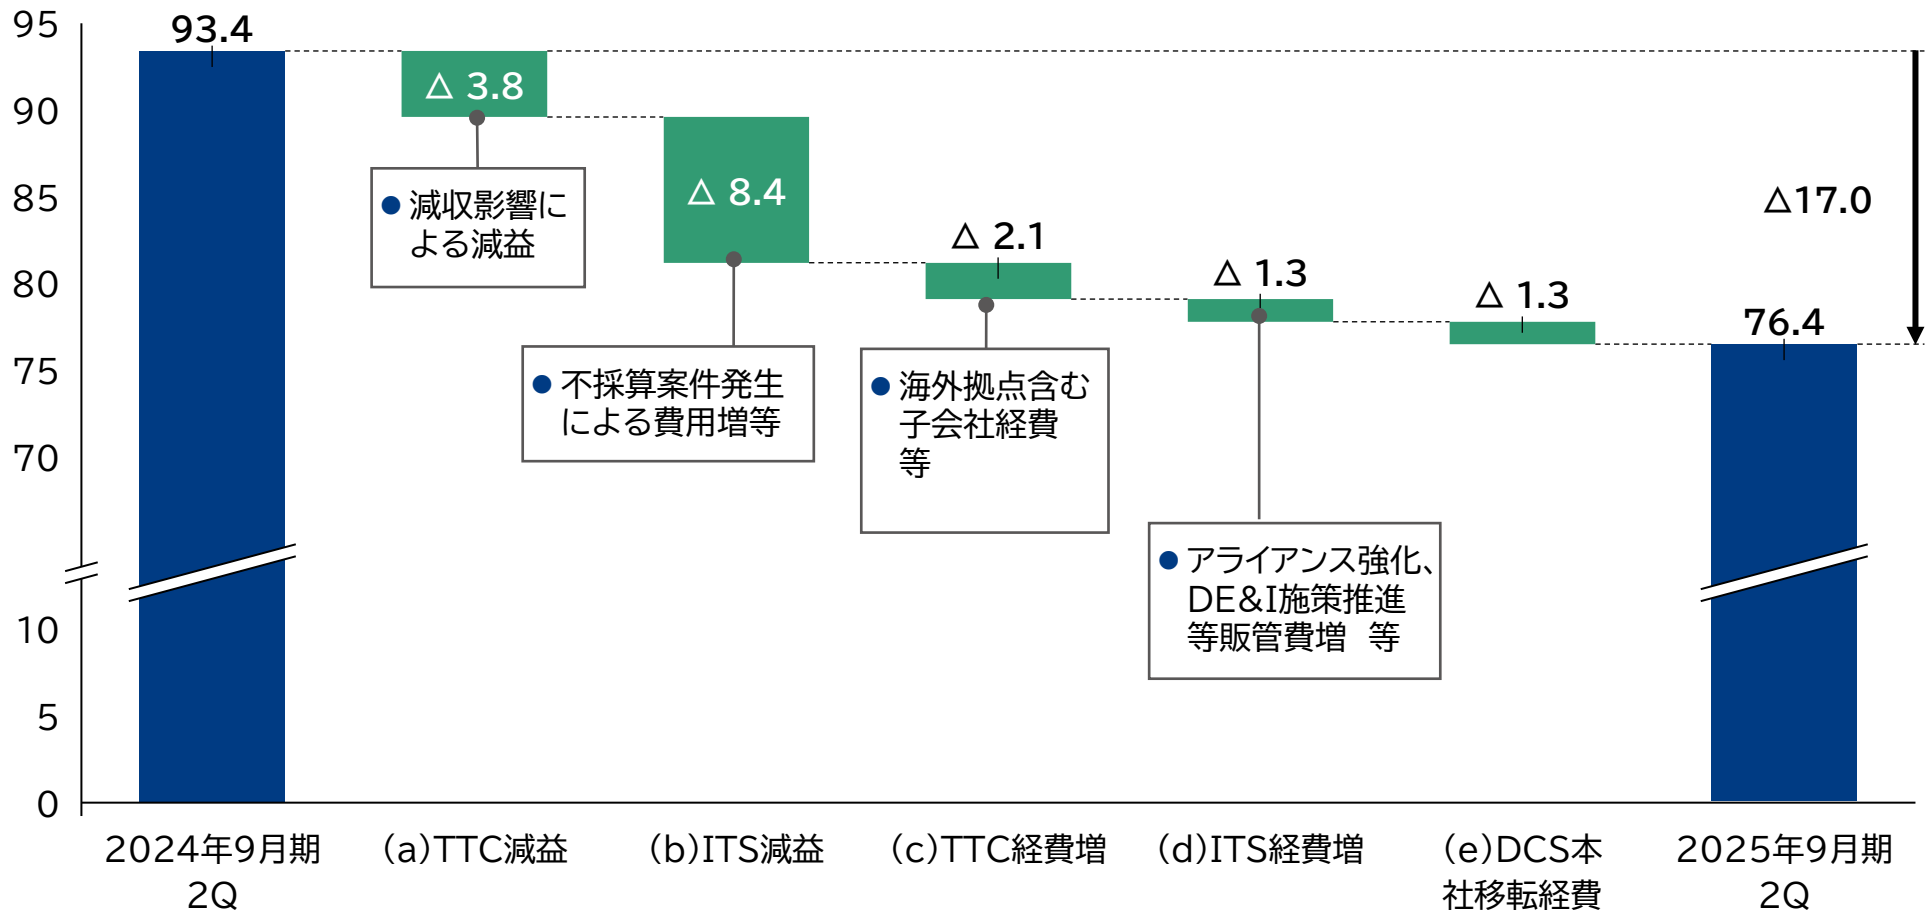 95
90
85
80
75
70
10
5
0
93.4
△ 3.8
● 減収影響に
よる減益
△ 8.4
● 不採算案件発生
による費用増等
△ 2.1
● 海外拠点含む
子会社経費
等
△ 1.3
● アライアンス強化、
DE&I施策推進
等販管費増　等
△ 1.3
76.4
△17.0
2024年9月期
2Q
(a)TTC減益
(b)ITS減益
(c)TTC経費増
(d)ITS経費増
(e)DCS本
社移転経費
2025年9月期
2Q